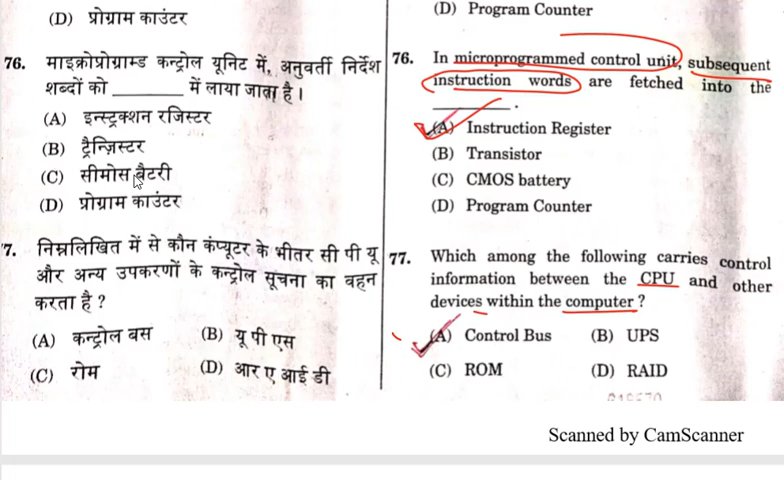 (D) प्रोग्राम काउंटर
76. माइक्रोप्रोग्राम्ड कन्ट्रोल यूनिट में, अनुवर्ती निर्देश
शब्दों को ________ में लाया जाता है।
(A) इन्स्ट्रक्शन रजिस्टर
(B) ट्रैन्ज़िस्टर
(C) सीमोस बैटरी
(D) प्रोग्राम काउंटर
7. निम्नलिखित में से कौन कंप्यूटर के भीतर सी पी यू
और अन्य उपकरणों के कन्ट्रोल सूचना का वहन
करता है ?
(A) कन्ट्रोल बस (B) यू पी एस
(C) रोम (D) आर ए आई डी
(D) Program Counter
76. In microprogrammed control unit, subsequent
instruction words are fetched into the
________ .
(A) Instruction Register
(B) Transistor
(C) CMOS battery
(D) Program Counter
77. Which among the following carries control
information between the CPU and other
devices within the computer ?
(A) Control Bus (B) UPS
(C) ROM (D) RAID
Scanned by CamScanner